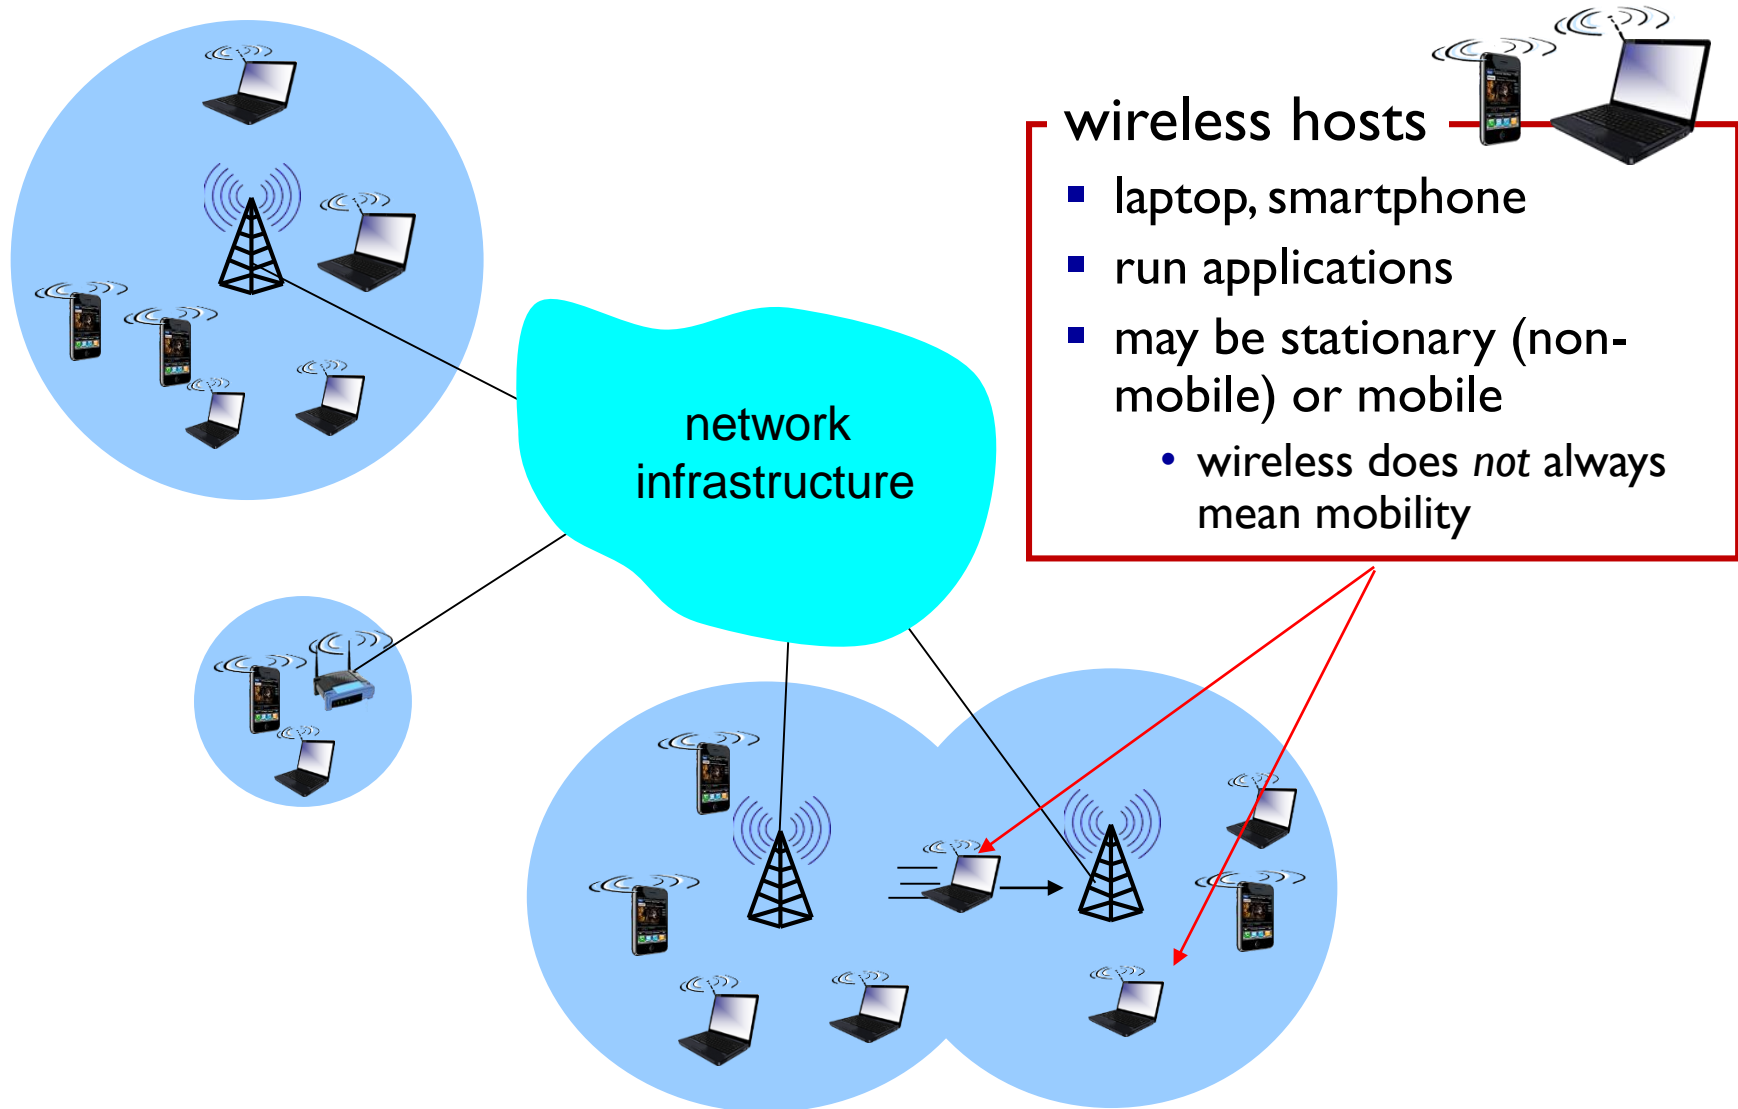 wireless hosts
▪ laptop, smartphone
▪ run applications
▪ may be stationary (non-
mobile) or mobile
• wireless does not always
mean mobility
network
infrastructure